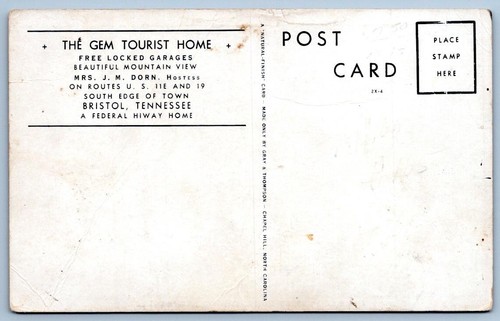 + THE GEM TOURIST HOME +
FREE LOCKED GARAGES
BEAUTIFUL MOUNTAIN VIEW
MRS. J. M. DORN, HOSTESS
ON ROUTES U. S. 11E AND 19
SOUTH EDGE OF TOWN
BRISTOL, TENNESSEE
A FEDERAL HIWAY HOME
A "NATURAL-FINISH" CARD MADE ONLY BY GRAY & THOMPSON — CHAPEL HILL, NORTH CAROLINA
POST
CARD
2X-6
PLACE
STAMP
HERE